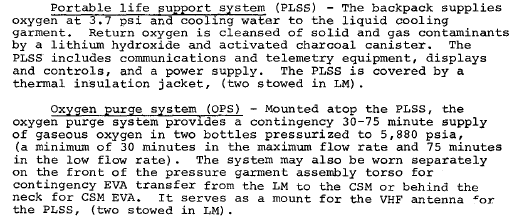 Portable life support system (PLSS) - The backpack supplies
oxygen at 3.7 psi and cooling water to the liquid cooling
garment.  Return oxygen is cleansed of solid and gas contaminants
by a lithium hydroxide and activated charcoal canister.  The
PLSS includes communications and telemetry equipment, displays
and controls, and a power supply.  The PLSS is covered by a
thermal insulation jacket, (two stowed in LM).
Oxygen purge system (OPS) - Mounted atop the PLSS, the
oxygen purge system provides a contingency 30-75 minute supply
of gaseous oxygen in two bottles pressurized to 5,880 psia,
(a minimum of 30 minutes in the maximum flow rate and 75 minutes
in the low flow rate).  The system may also be worn separately
on the front of the pressure garment assembly torso for
contingency EVA transfer from the LM to the CSM or behind the
neck for CSM EVA.  It serves as a mount for the VHF antenna for
the PLSS, (two stowed in LM).